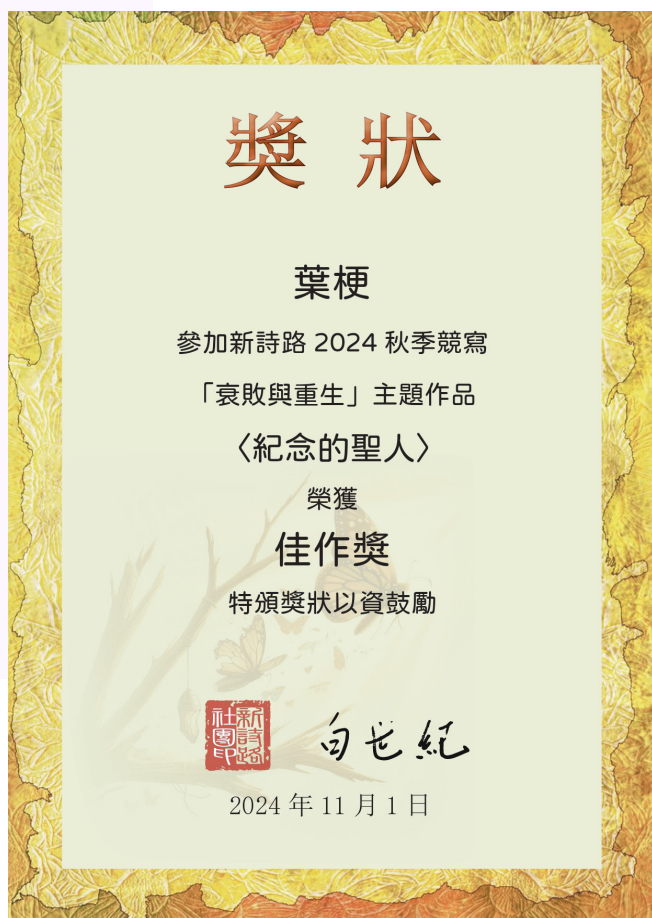 獎狀
葉梗
參加新詩路 2024 秋季競寫
「衰敗與重生」主題作品
〈紀念的聖人〉
榮獲
佳作獎
特頒獎狀以資鼓勵
新詩路
社團印
白世紀
2024 年 11 月 1 日